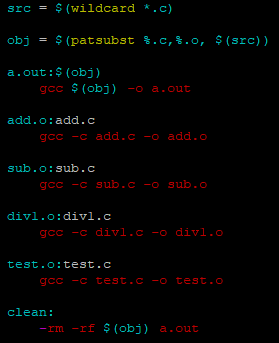 src = $(wildcard *.c)
obj = $(patsubst %.c,%.o, $(src))
a.out:$(obj)
gcc $(obj) -o a.out
add.o:add.c
gcc -c add.c -o add.o
sub.o:sub.c
gcc -c sub.c -o sub.o
div1.o:div1.c
gcc -c div1.c -o div1.o
test.o:test.c
gcc -c test.c -o test.o
clean:
-rm -rf $(obj) a.out